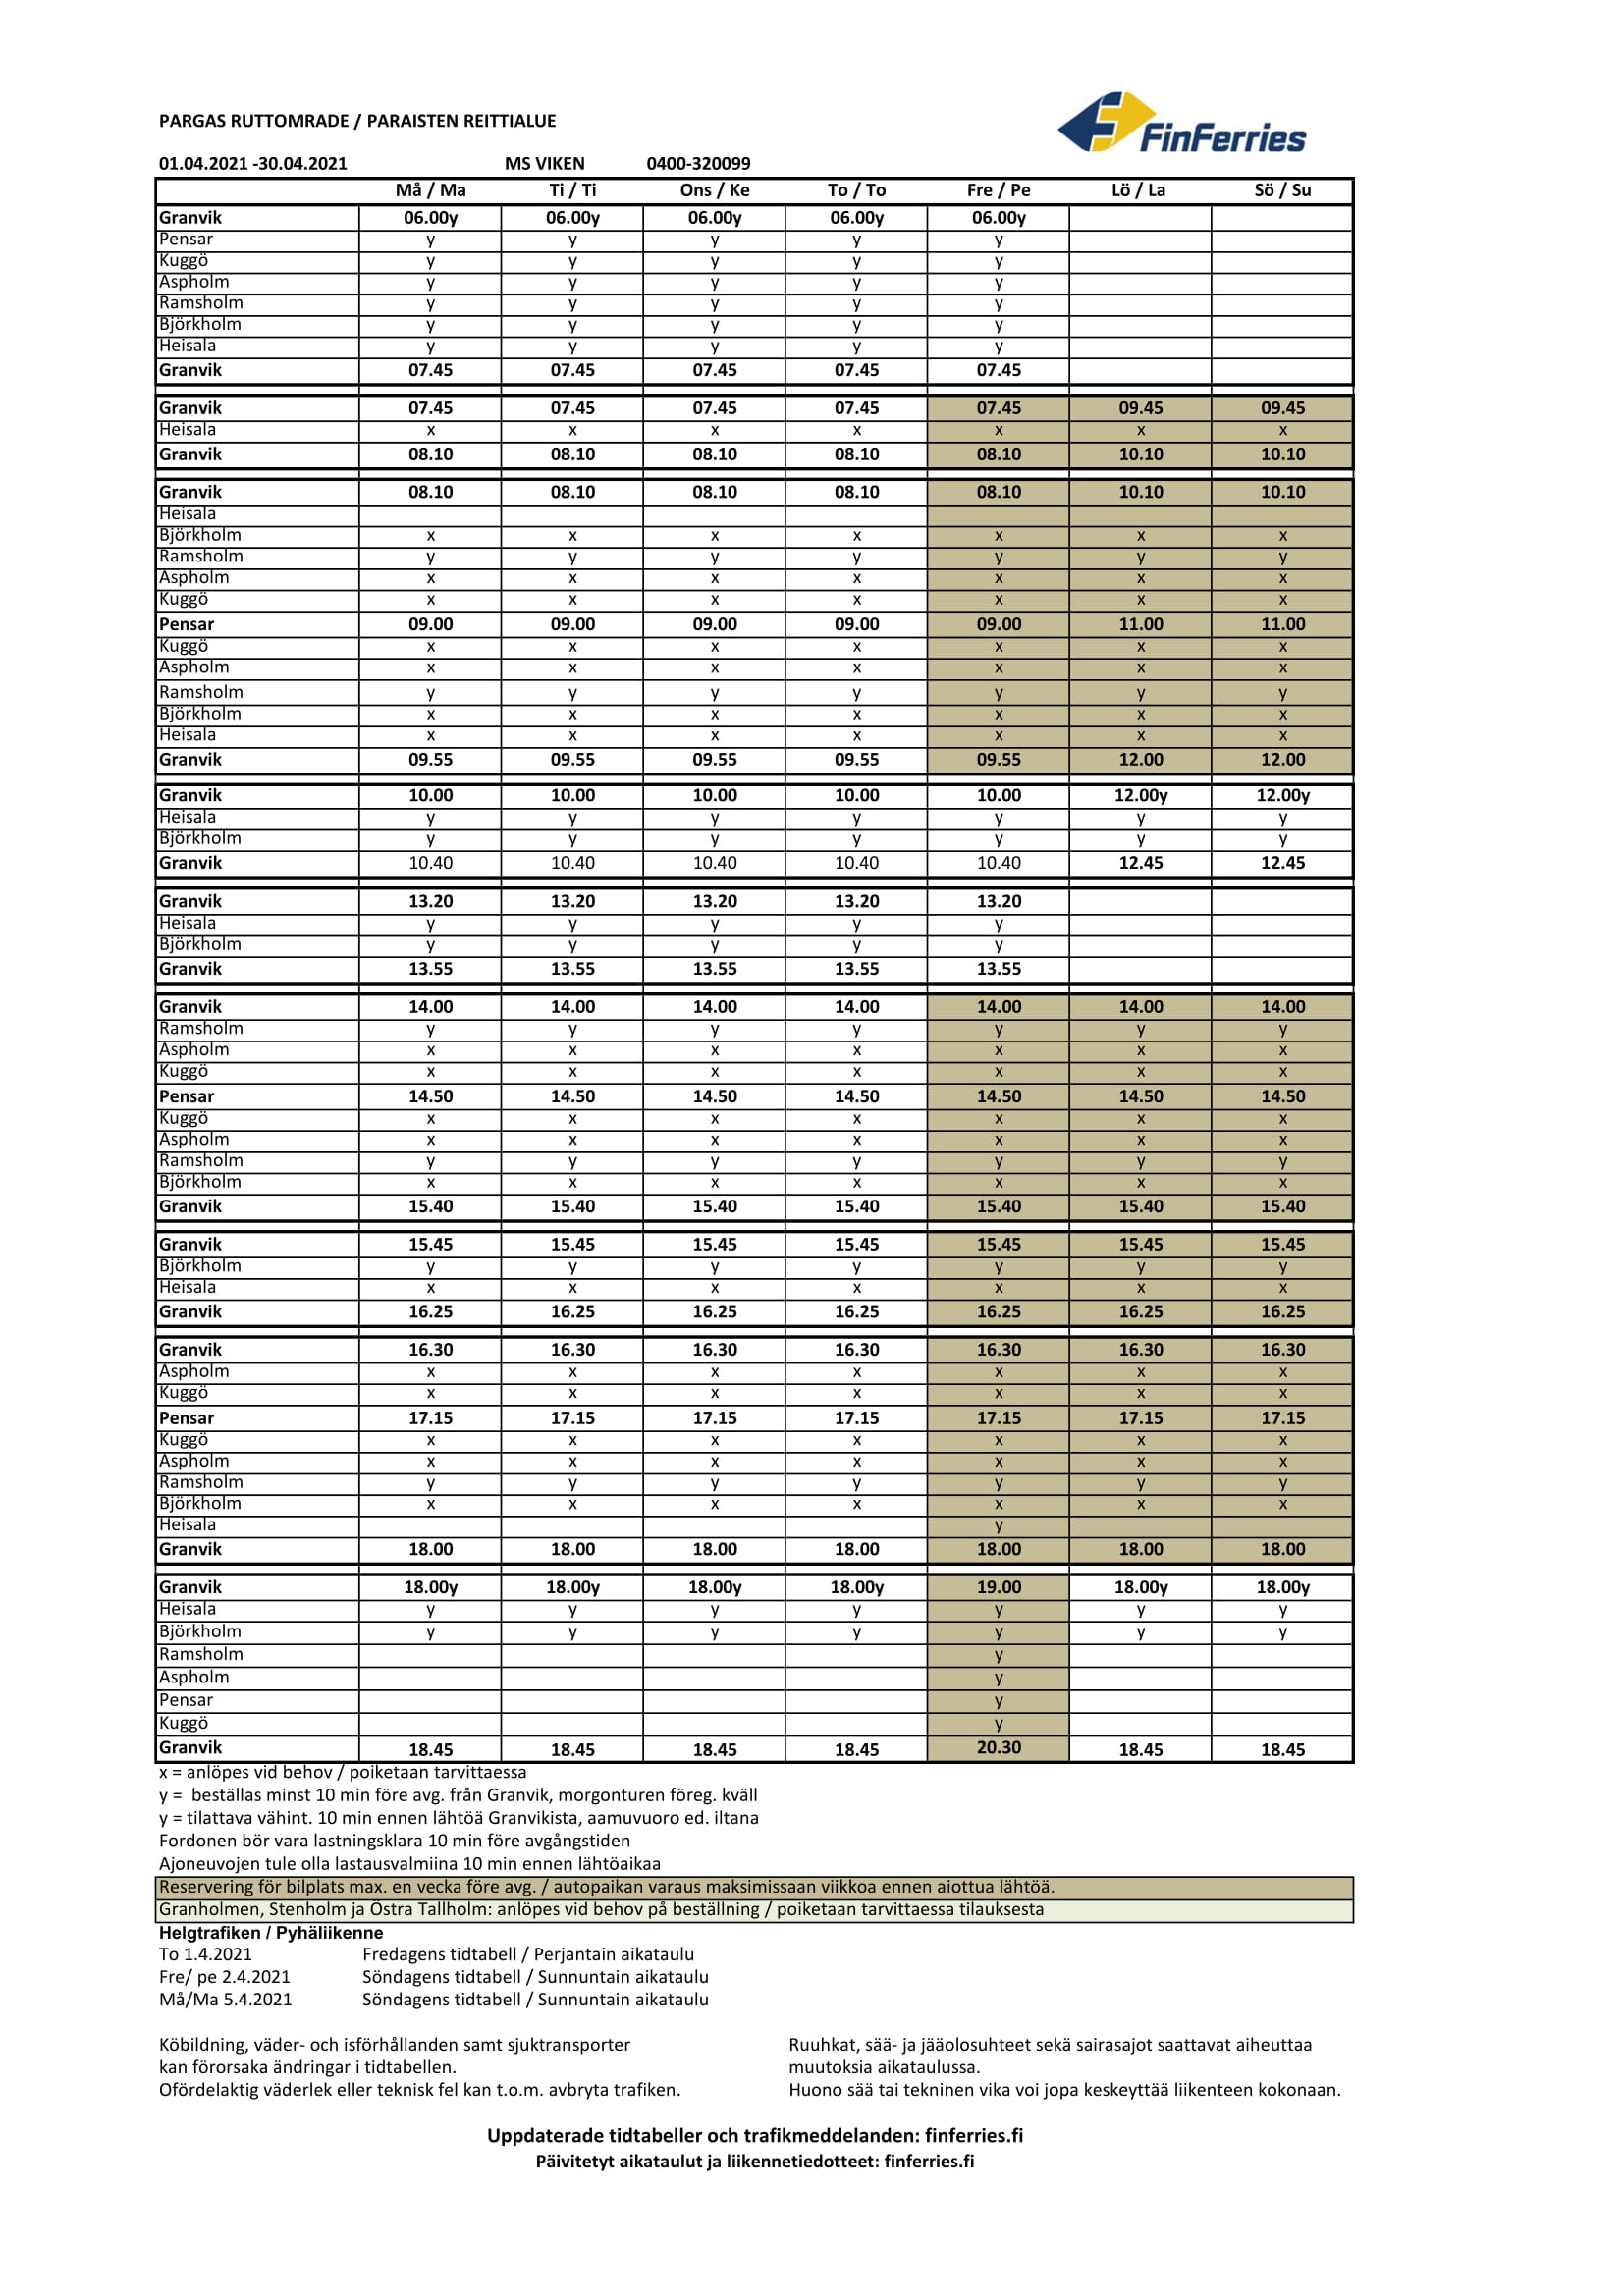 PARGAS RUTTOMRADE / PARAISTEN REITTIALUE
FinFerries
01.04.2021 -30.04.2021 MS VIKEN 0400-320099
Må / Ma Ti / Ti Ons / Ke To / To Fre / Pe Lö / La Sö / Su
Granvik 06.00y 06.00y 06.00y 06.00y 06.00y
Pensar y y y y y
Kuggö y y y y y
Aspholm y y y y y
Ramsholm y y y y y
Björkholm y y y y y
Heisala y y y y y
Granvik 07.45 07.45 07.45 07.45 07.45
Granvik 07.45 07.45 07.45 07.45 07.45 09.45 09.45
Heisala x x x x x x x
Granvik 08.10 08.10 08.10 08.10 08.10 10.10 10.10
Granvik 08.10 08.10 08.10 08.10 08.10 10.10 10.10
Heisala
Björkholm x x x x x x x
Ramsholm y y y y y y y
Aspholm x x x x x x x
Kuggö x x x x x x x
Pensar 09.00 09.00 09.00 09.00 09.00 11.00 11.00
Kuggö x x x x x x x
Aspholm x x x x x x x
Ramsholm y y y y y y y
Björkholm x x x x x x x
Heisala x x x x x x x
Granvik 09.55 09.55 09.55 09.55 09.55 12.00 12.00
Granvik 10.00 10.00 10.00 10.00 10.00 12.00y 12.00y
Heisala y y y y y y y
Björkholm y y y y y y y
Granvik 10.40 10.40 10.40 10.40 10.40 12.45 12.45
Granvik 13.20 13.20 13.20 13.20 13.20
Heisala y y y y y
Björkholm y y y y y
Granvik 13.55 13.55 13.55 13.55 13.55
Granvik 14.00 14.00 14.00 14.00 14.00 14.00 14.00
Ramsholm y y y y y y y
Aspholm x x x x x x x
Kuggö x x x x x x x
Pensar 14.50 14.50 14.50 14.50 14.50 14.50 14.50
Kuggö x x x x x x x
Aspholm x x x x x x x
Ramsholm y y y y y y y
Björkholm x x x x x x x
Granvik 15.40 15.40 15.40 15.40 15.40 15.40 15.40
Granvik 15.45 15.45 15.45 15.45 15.45 15.45 15.45
Björkholm y y y y y y y
Heisala x x x x x x x
Granvik 16.25 16.25 16.25 16.25 16.25 16.25 16.25
Granvik 16.30 16.30 16.30 16.30 16.30 16.30 16.30
Aspholm x x x x x x x
Kuggö x x x x x x x
Pensar 17.15 17.15 17.15 17.15 17.15 17.15 17.15
Kuggö x x x x x x x
Aspholm x x x x x x x
Ramsholm y y y y y y y
Björkholm x x x x x x x
Heisala y
Granvik 18.00 18.00 18.00 18.00 18.00 18.00 18.00
Granvik 18.00y 18.00y 18.00y 18.00y 19.00 18.00y 18.00y
Heisala y y y y y y y
Björkholm y y y y y y y
Ramsholm y
Aspholm y
Pensar y
Kuggö y
Granvik 18.45 18.45 18.45 18.45 20.30 18.45 18.45
x = anlöpes vid behov / poiketaan tarvittaessa
y = beställas minst 10 min före avg. från Granvik, morgonturen föreg. kväll
y = tilattava vähint. 10 min ennen lähtöä Granvikista, aamuvuoro ed. iltana
Fordonen bör vara lastningsklara 10 min före avgångstiden
Ajoneuvojen tule olla lastausvalmiina 10 min ennen lähtöaikaa
Reservering för bilplats max. en vecka före avg. / autopaikan varaus maksimissaan viikkoa ennen aiottua lähtöä.
Granholmen, Stenholm ja Östra Tallholm: anlöpes vid behov på beställning / poiketaan tarvittaessa tilauksesta
Helgtrafiken / Pyhäliikenne
To 1.4.2021 Fredagens tidtabell / Perjantain aikataulu
Fre/ pe 2.4.2021 Söndagens tidtabell / Sunnuntain aikataulu
Må/Ma 5.4.2021 Söndagens tidtabell / Sunnuntain aikataulu
Köbildning, väder- och isförhållanden samt sjuktransporter
kan förorsaka ändringar i tidtabellen.
Ofördelaktig väderlek eller teknisk fel kan t.o.m. avbryta trafiken.
Ruuhkat, sää- ja jääolosuhteet sekä sairasajot saattavat aiheuttaa
muutoksia aikataulussa.
Huono sää tai tekninen vika voi jopa keskeyttää liikenteen kokonaan.
Uppdaterade tidtabeller och trafikmeddelanden: finferries.fi
Päivitetyt aikataulut ja liikennetiedotteet: finferries.fi